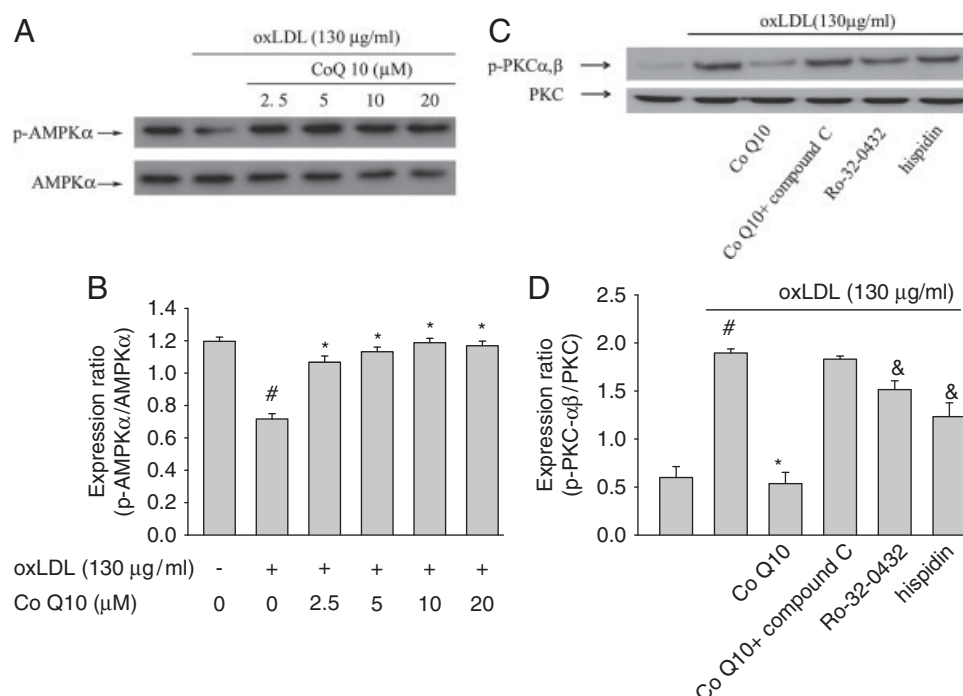 A
oxLDL (130 μg/ml)
CoQ 10 (μM)
2. 5 5 10 20
p-AMPKα
AMPKα
C
oxLDL(130μg/ml)
p-PKCα,β
PKC
Co Q10
Co Q10+ compound C
Ro-32-0432
hispidin
B
Expression ratio
(p-AMPKα/AMPKα)
1.4
1.2
1.0
0.8
0.6
0.4
0.2
0.0
# * * * *
oxLDL (130 μg/ml) - + + + + +
Co Q10 (μM) 0 0 2.5 5 10 20
D
oxLDL (130 μg/ml)
Expression ratio
(p-PKC-αβ/PKC)
2.5
2.0
1.5
1.0
0.5
0.0
# * & &
Co Q10
Co Q10+ compound C
Ro-32-0432
hispidin